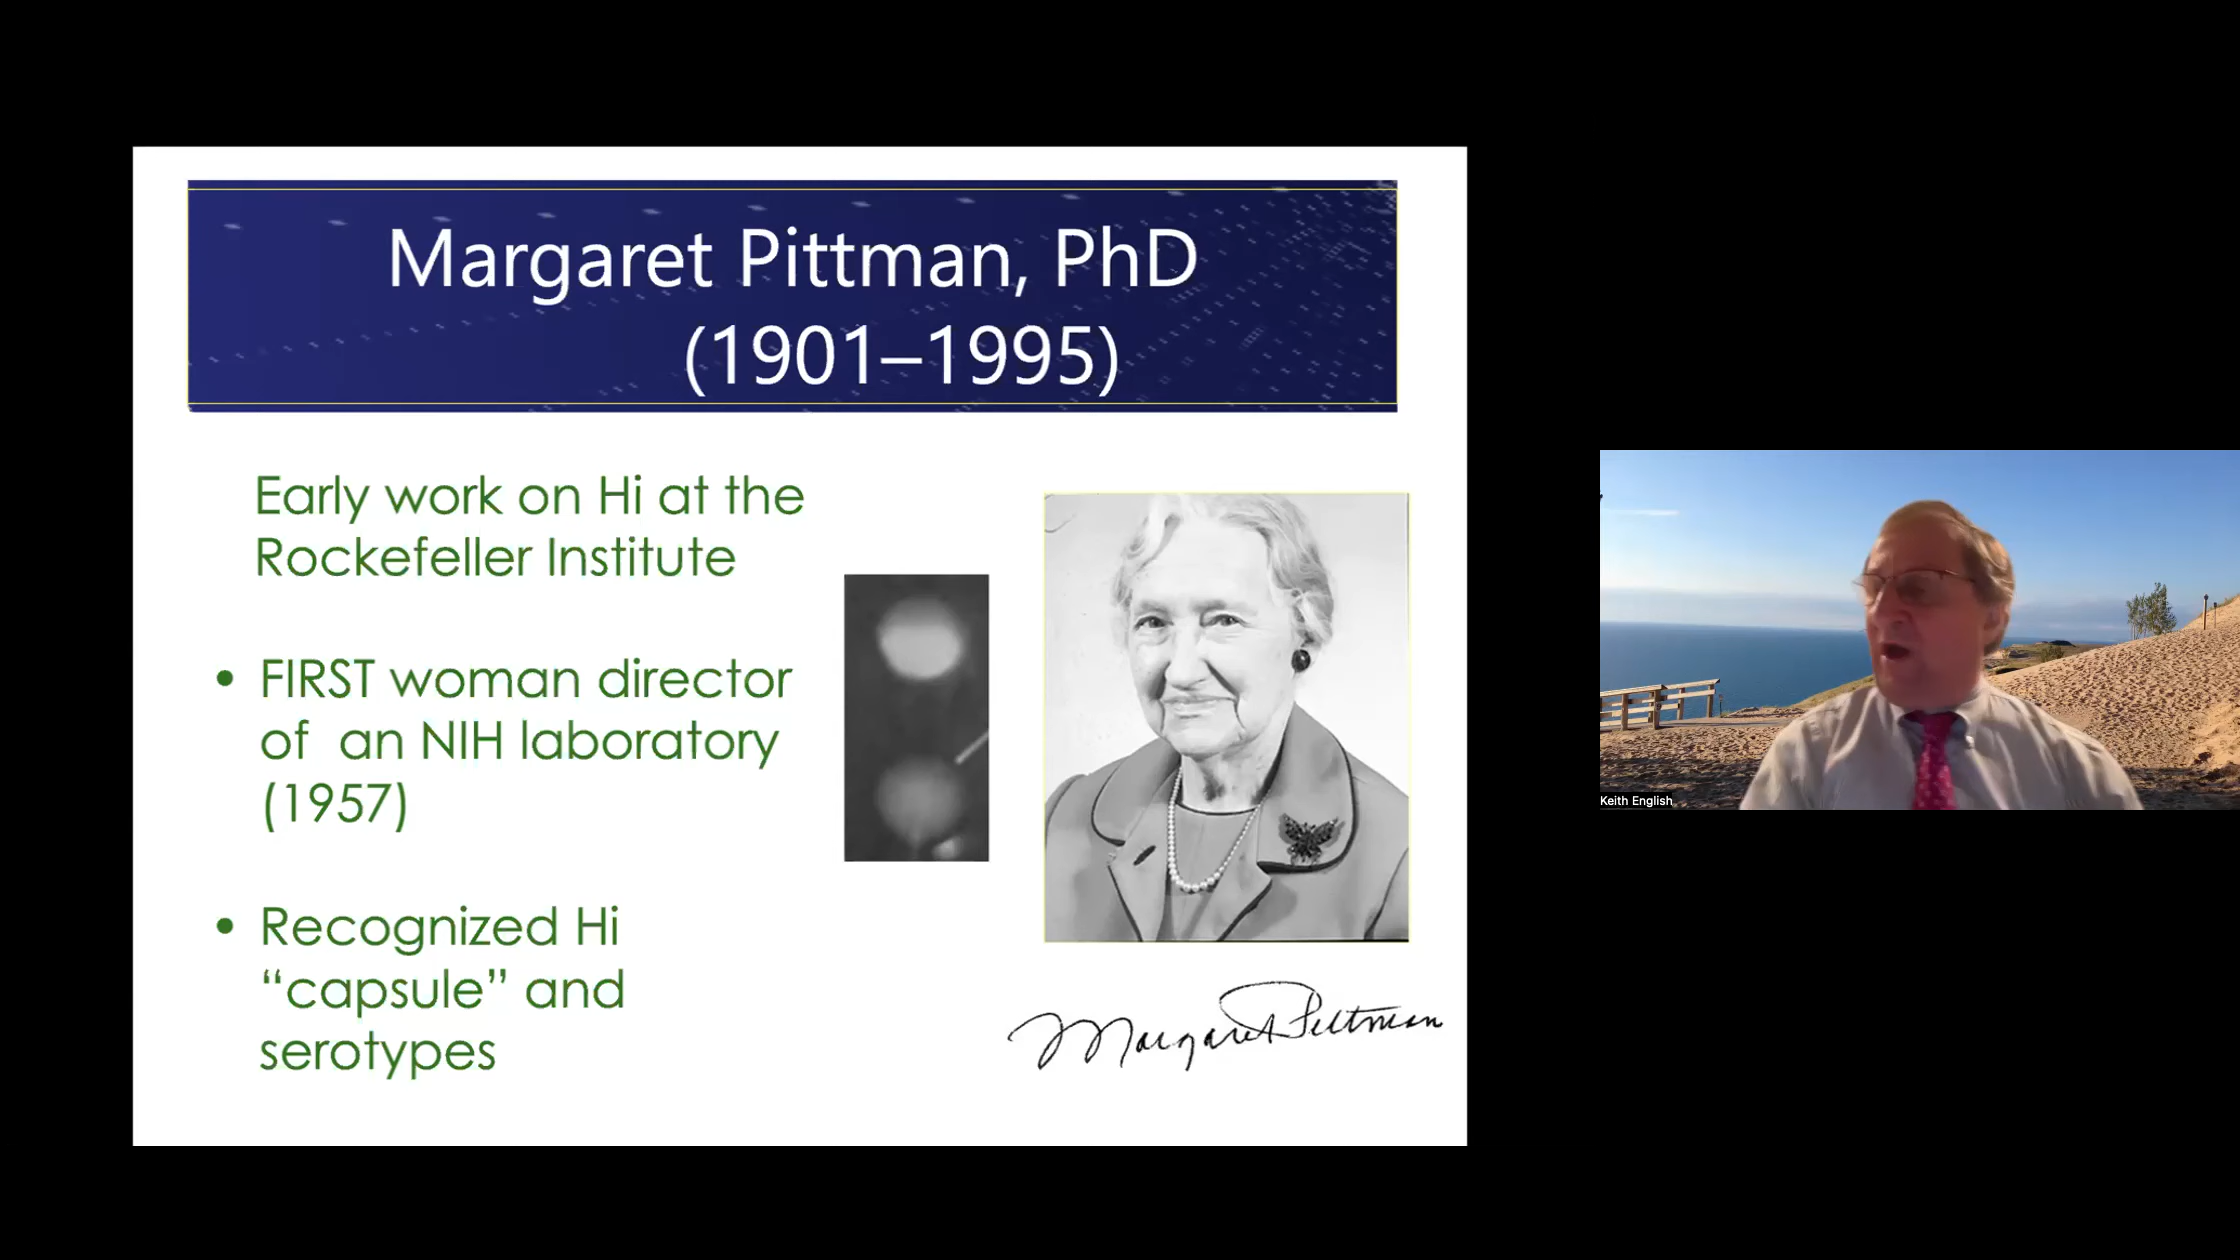 Margaret Pittman, PhD
(1901–1995)
Early work on Hi at the
Rockefeller Institute
• FIRST woman director
of an NIH laboratory
(1957)
• Recognized Hi
“capsule” and
serotypes
Margaret Pittman
Keith English